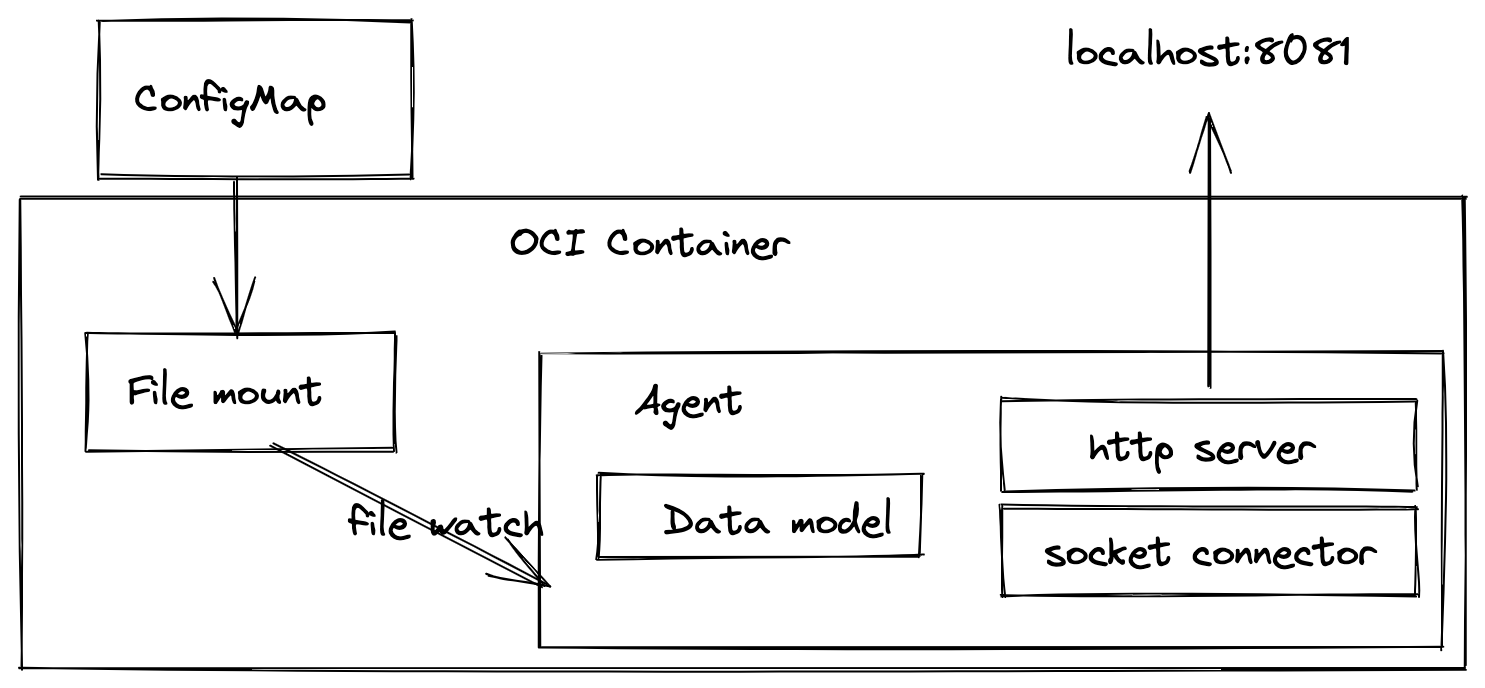 ConfigMap
localhost:8081
OCI Container
File mount
Agent
http server
file watch
Data model
socket connector